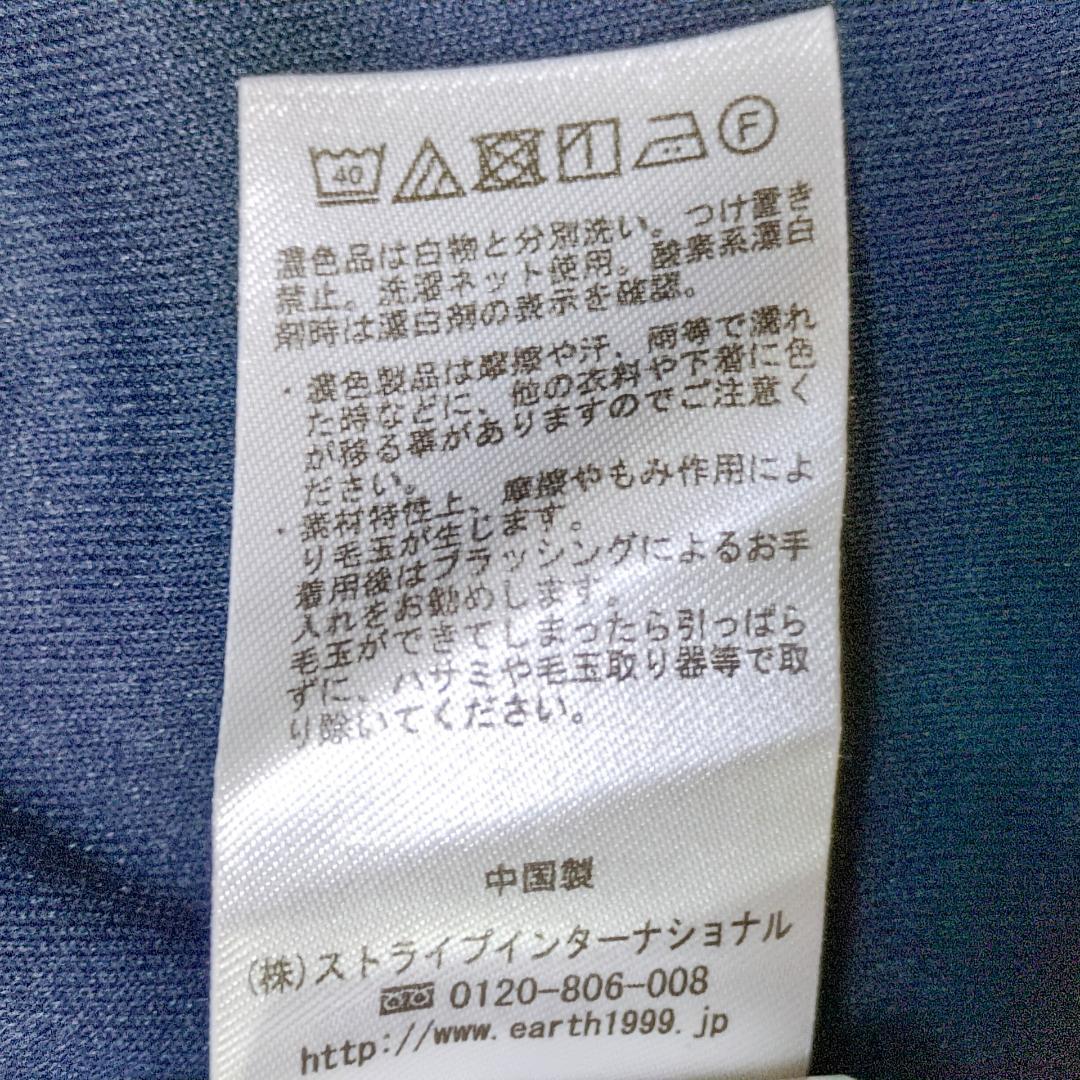 40 F
濃色品は白物と分別洗い。つけ置き
禁止。洗濯ネット使用。酸素系漂白
剤時は漂白剤の表示を確認。
・濃色製品は摩擦や汗、雨等で濡れ
た時などに、他の衣料や下着に色
が移る事がありますのでご注意く
ださい。
・素材特性上、摩擦やもみ作用によ
り毛玉が生じます。
着用後はブラッシングによるお手
入れをお勧めします。
毛玉ができてしまったら引っぱら
ずに、ハサミや毛玉取り器等で取
り除いてください。
中国製
(株)ストライプインターナショナル
0120-806-008
http://www.earth1999.jp